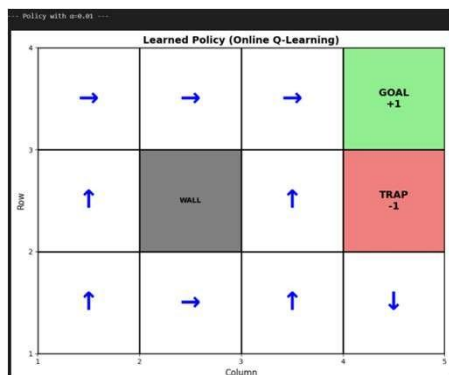 --- Policy with α=0.01 ---
Learned Policy (Online Q-Learning)
4
→ → → GOAL
+1
3
Row
↑ WALL ↑ TRAP
-1
2
↑ → ↑ ↓
1
1 2 3 4 5
Column